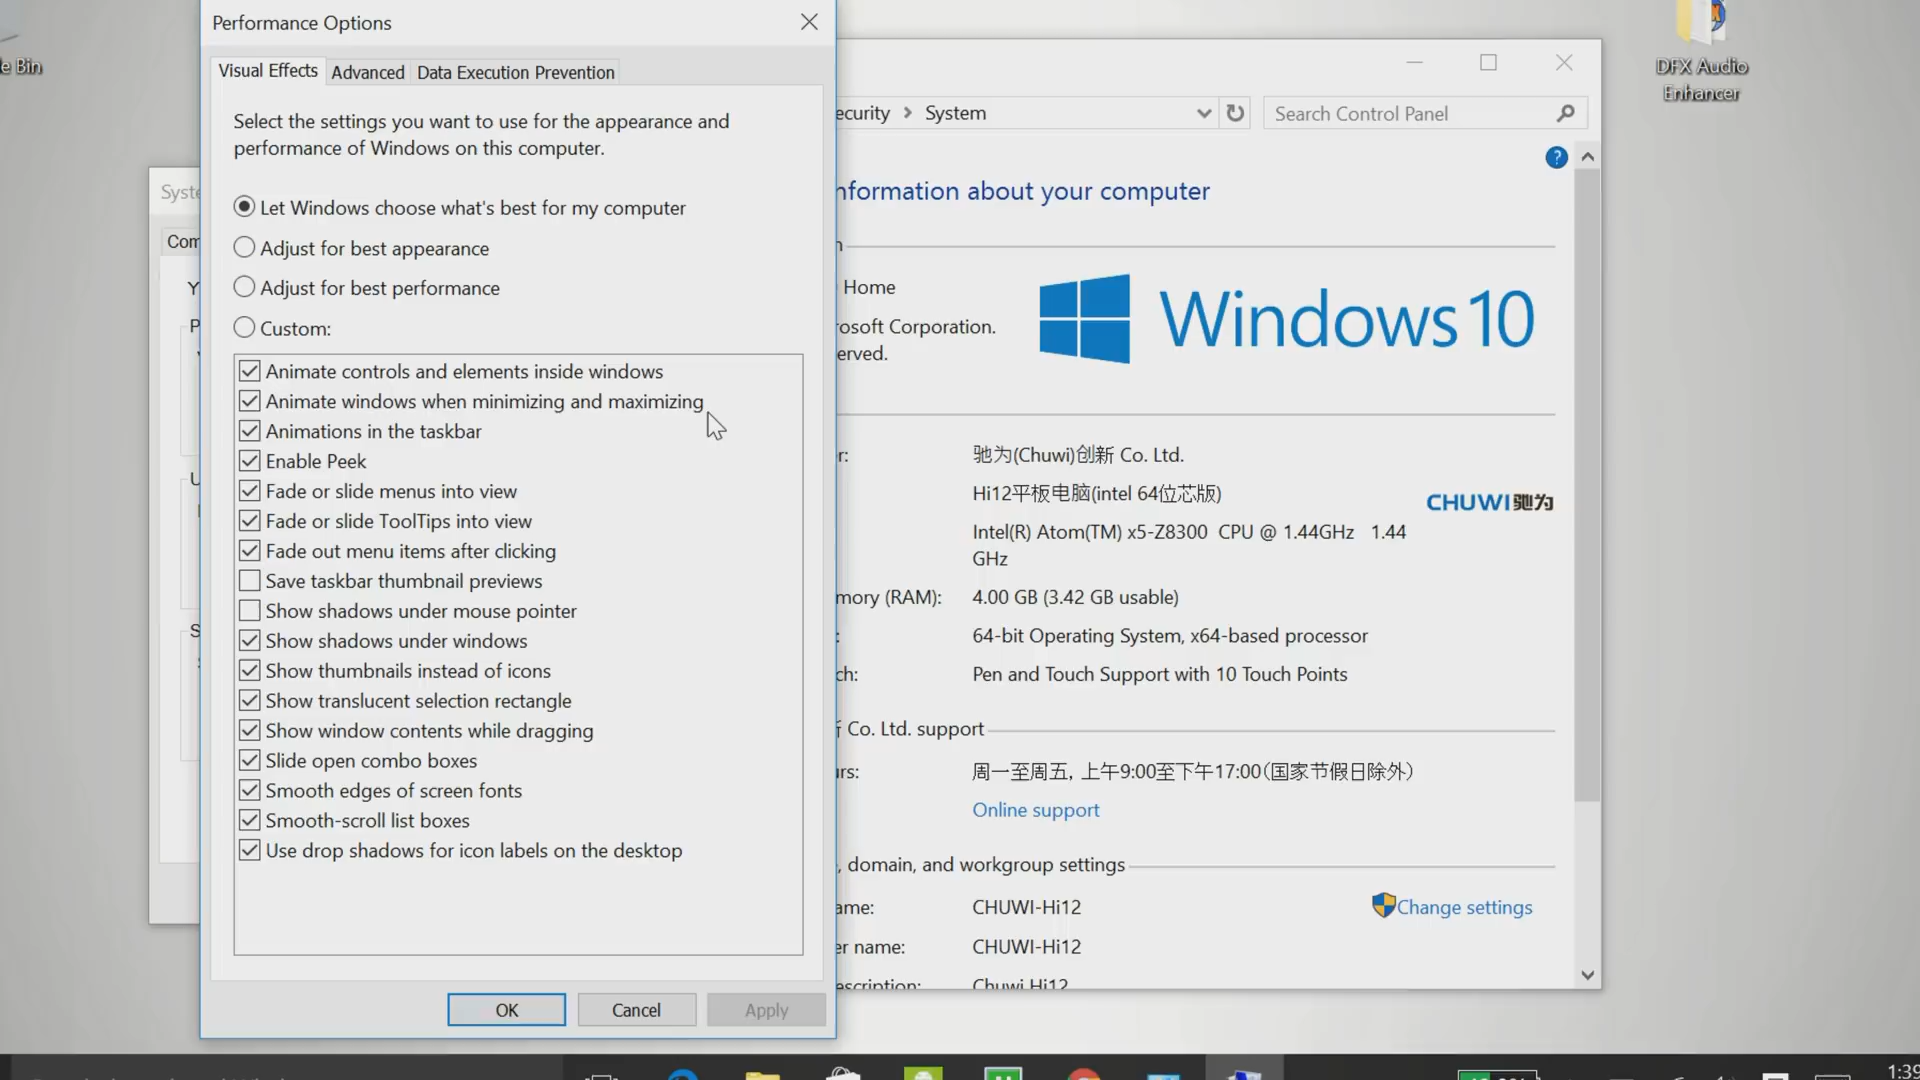 Performance Options
Visual Effects
Advanced
Data Execution Prevention
Select the settings you want to use for the appearance and
performance of Windows on this computer.
Let Windows choose what's best for my computer
Adjust for best appearance
Adjust for best performance
Custom:
Animate controls and elements inside windows
Animate windows when minimizing and maximizing
Animations in the taskbar
Enable Peek
Fade or slide menus into view
Fade or slide ToolTips into view
Fade out menu items after clicking
Save taskbar thumbnail previews
Show shadows under mouse pointer
Show shadows under windows
Show thumbnails instead of icons
Show translucent selection rectangle
Show window contents while dragging
Slide open combo boxes
Smooth edges of screen fonts
Smooth-scroll list boxes
Use drop shadows for icon labels on the desktop
OK
Cancel
Apply
e Bin
Syste
Com
DFX Audio
Enhancer
ecurity > System
Search Control Panel
?
nformation about your computer
Home
rosoft Corporation.
erved.
Windows 10
r:
驰为(Chuwi)创新 Co. Ltd.
Hi12平板电脑(intel 64位芯版)
CHUWI驰为
Intel(R) Atom(TM) x5-Z8300 CPU @ 1.44GHz 1.44
GHz
mory (RAM):
4.00 GB (3.42 GB usable)
64-bit Operating System, x64-based processor
ch:
Pen and Touch Support with 10 Touch Points
Co. Ltd. support
urs:
周一至周五, 上午9:00至下午17:00(国家节假日除外)
Online support
, domain, and workgroup settings
ame:
CHUWI-Hi12
Change settings
er name:
CHUWI-Hi12
escription:
Chuwi Hi12
1:39